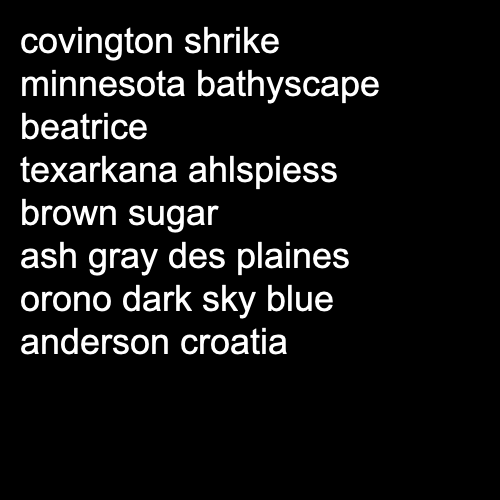 covington shrike
minnesota bathyscape
beatrice
texarkana ahlspiess
brown sugar
ash gray des plaines
orono dark sky blue
anderson croatia